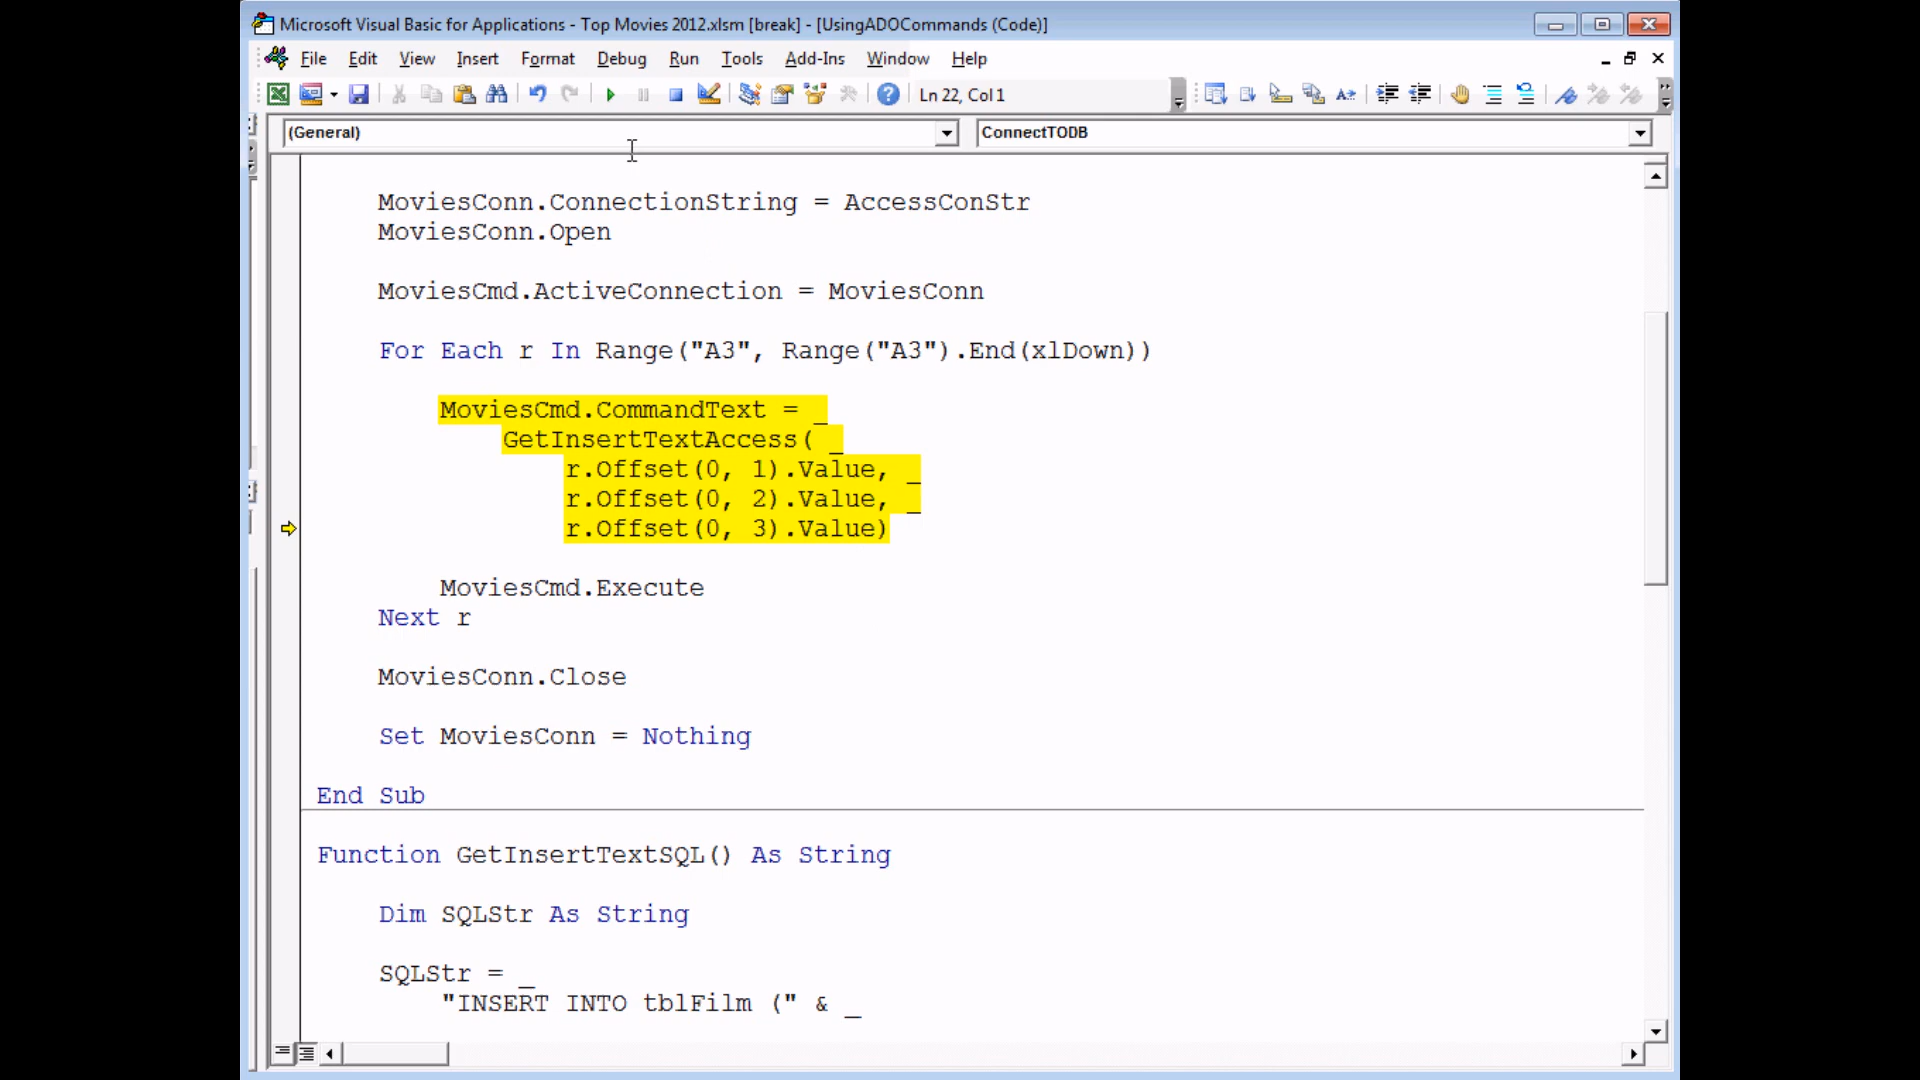 Microsoft Visual Basic for Applications - Top Movies 2012.xlsm [break] - [UsingADOCommands (Code)]
File Edit View Insert Format Debug Run Tools Add-Ins Window Help
Ln 22, Col 1
(General) ConnectTODB
MoviesConn.ConnectionString = AccessConStr
MoviesConn.Open
MoviesCmd.ActiveConnection = MoviesConn
For Each r In Range("A3", Range("A3").End(xlDown))
MoviesCmd.CommandText = _
GetInsertTextAccess( _
r.Offset(0, 1).Value, _
r.Offset(0, 2).Value, _
r.Offset(0, 3).Value)
MoviesCmd.Execute
Next r
MoviesConn.Close
Set MoviesConn = Nothing
End Sub
Function GetInsertTextSQL() As String
Dim SQLStr As String
SQLStr = _
"INSERT INTO tblFilm (" & _